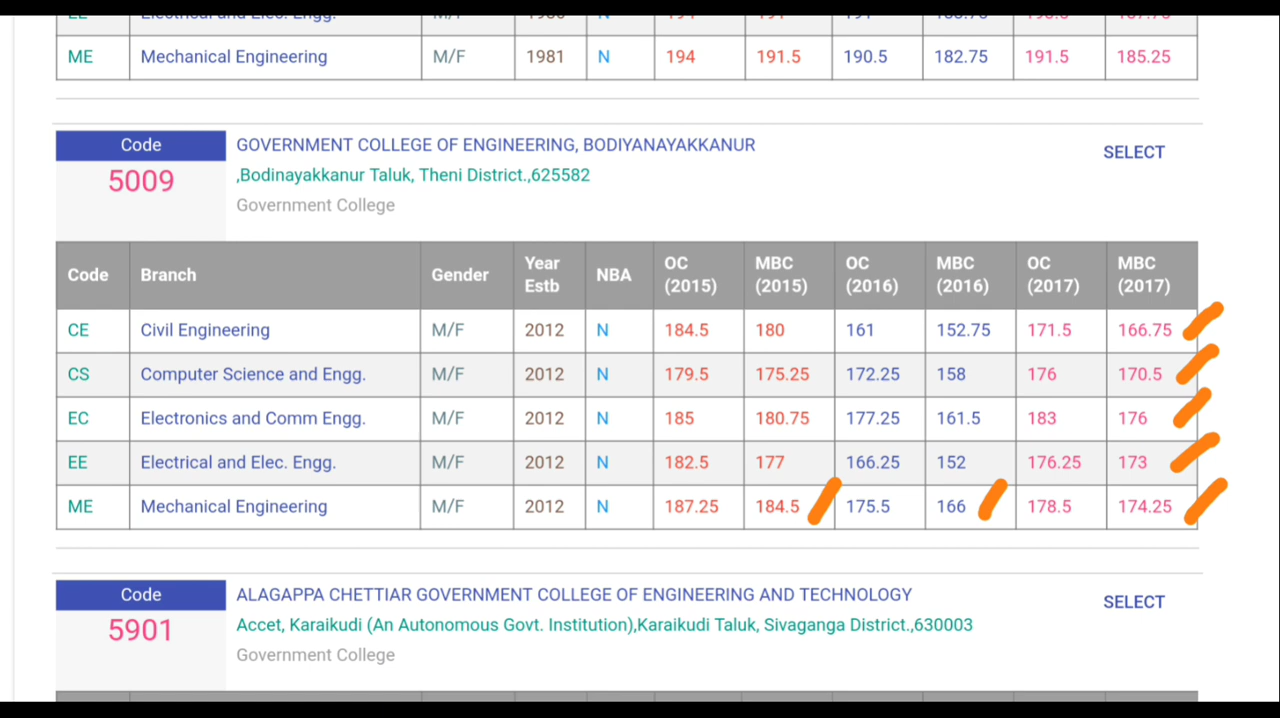 ME Mechanical Engineering M/F 1981 N 194 191.5 190.5 182.75 191.5 185.25
Code
5009
GOVERNMENT COLLEGE OF ENGINEERING, BODIYANAYAKKANUR
SELECT
,Bodinayakkanur Taluk, Theni District.,625582
Government College
Code Branch Gender Year Estb NBA OC (2015) MBC (2015) OC (2016) MBC (2016) OC (2017) MBC (2017)
CE Civil Engineering M/F 2012 N 184.5 180 161 152.75 171.5 166.75
CS Computer Science and Engg. M/F 2012 N 179.5 175.25 172.25 158 176 170.5
EC Electronics and Comm Engg. M/F 2012 N 185 180.75 177.25 161.5 183 176
EE Electrical and Elec. Engg. M/F 2012 N 182.5 177 166.25 152 176.25 173
ME Mechanical Engineering M/F 2012 N 187.25 184.5 175.5 166 178.5 174.25
Code
5901
ALAGAPPA CHETTIAR GOVERNMENT COLLEGE OF ENGINEERING AND TECHNOLOGY
SELECT
Accet, Karaikudi (An Autonomous Govt. Institution),Karaikudi Taluk, Sivaganga District.,630003
Government College